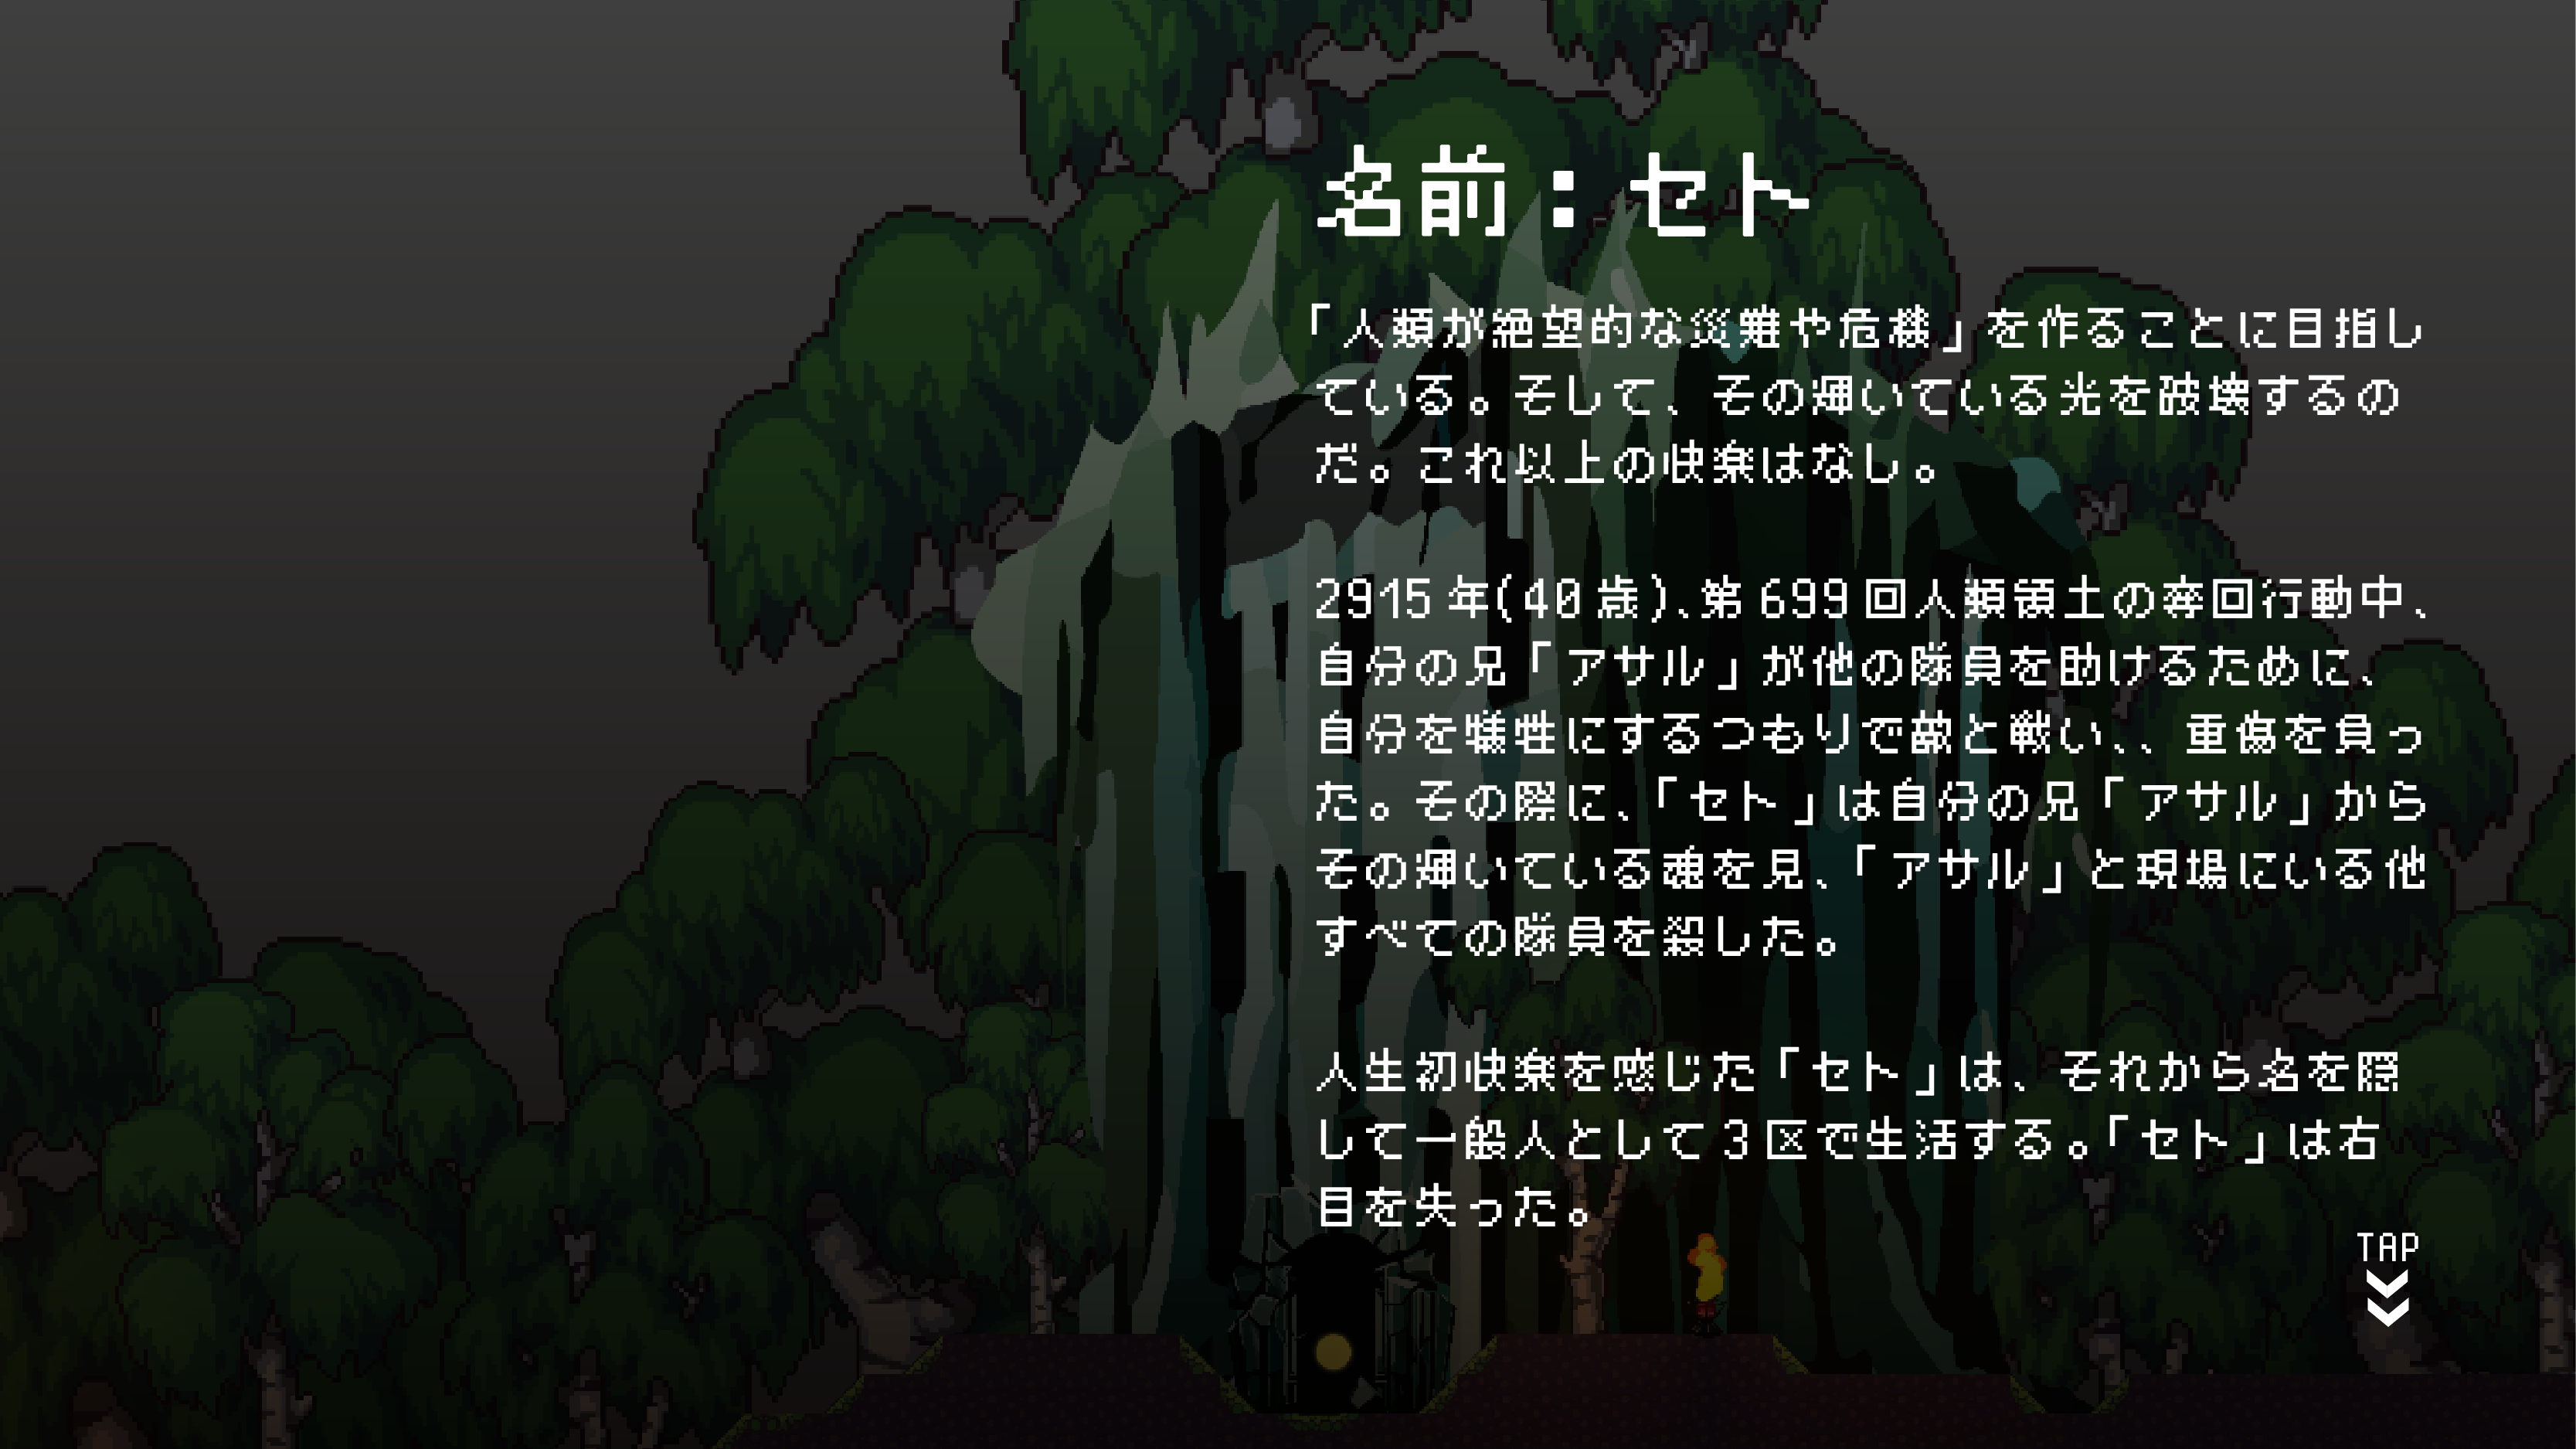 名前：セト
「人類が絶望的な災難や危機」を作ることに目指し
ている。そして、その輝いている光を破壊するの
だ。これ以上の快楽はなし。
2915年(40歳)、第699回人類領土の奪回行動中、
自分の兄「アサル」が他の隊員を助けるために、
自分を犠牲にするつもりで敵と戦い、、重傷を負っ
た。その際に、「セト」は自分の兄「アサル」から
その輝いている魂を見、「アサル」と現場にいる他
すべての隊員を殺した。
人生初快楽を感じた「セト」は、それから名を隠
して一般人として3区で生活する。「セト」は右
目を失った。
TAP